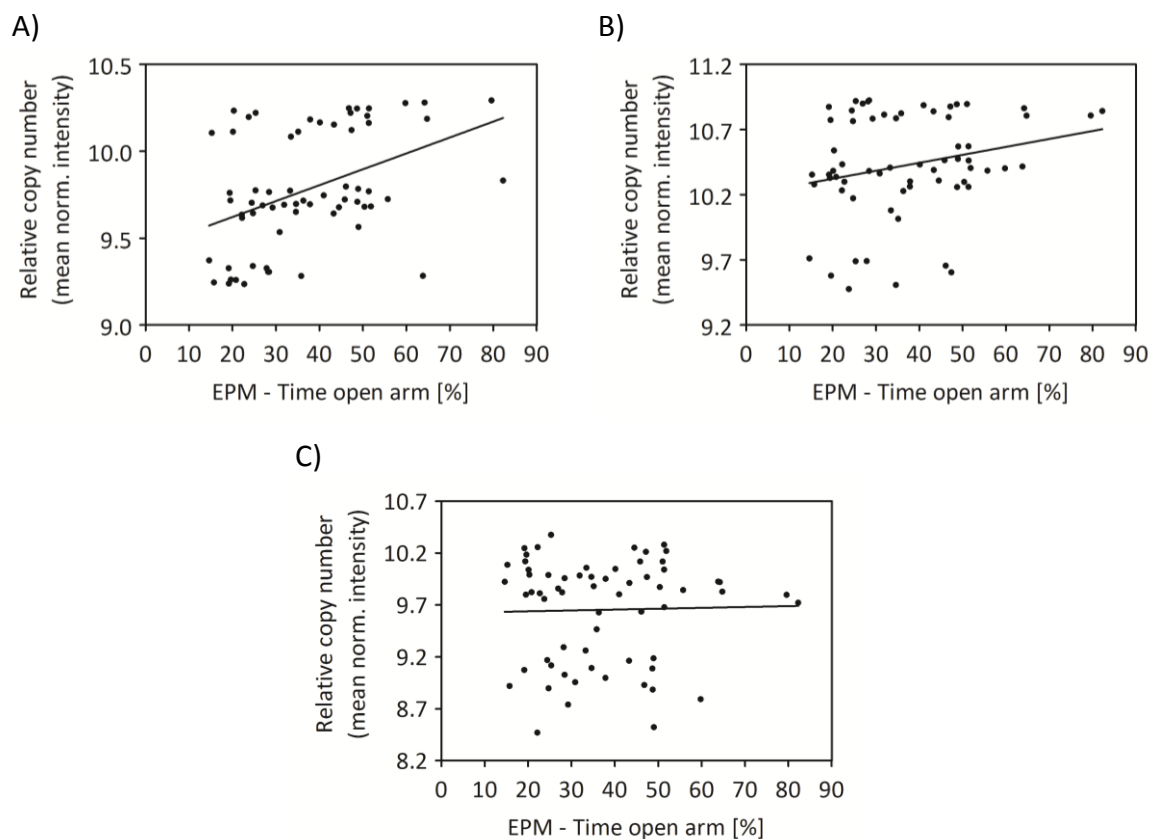 A)
Relative copy number
(mean norm. intensity)
10.5
10.0
9.5
9.0
0 10 20 30 40 50 60 70 80 90
EPM - Time open arm [%]
B)
Relative copy number
(mean norm. intensity)
11.2
10.7
10.2
9.7
9.2
0 10 20 30 40 50 60 70 80 90
EPM - Time open arm [%]
C)
Relative copy number
(mean norm. intensity)
10.7
10.2
9.7
9.2
8.7
8.2
0 10 20 30 40 50 60 70 80 90
EPM - Time open arm [%]